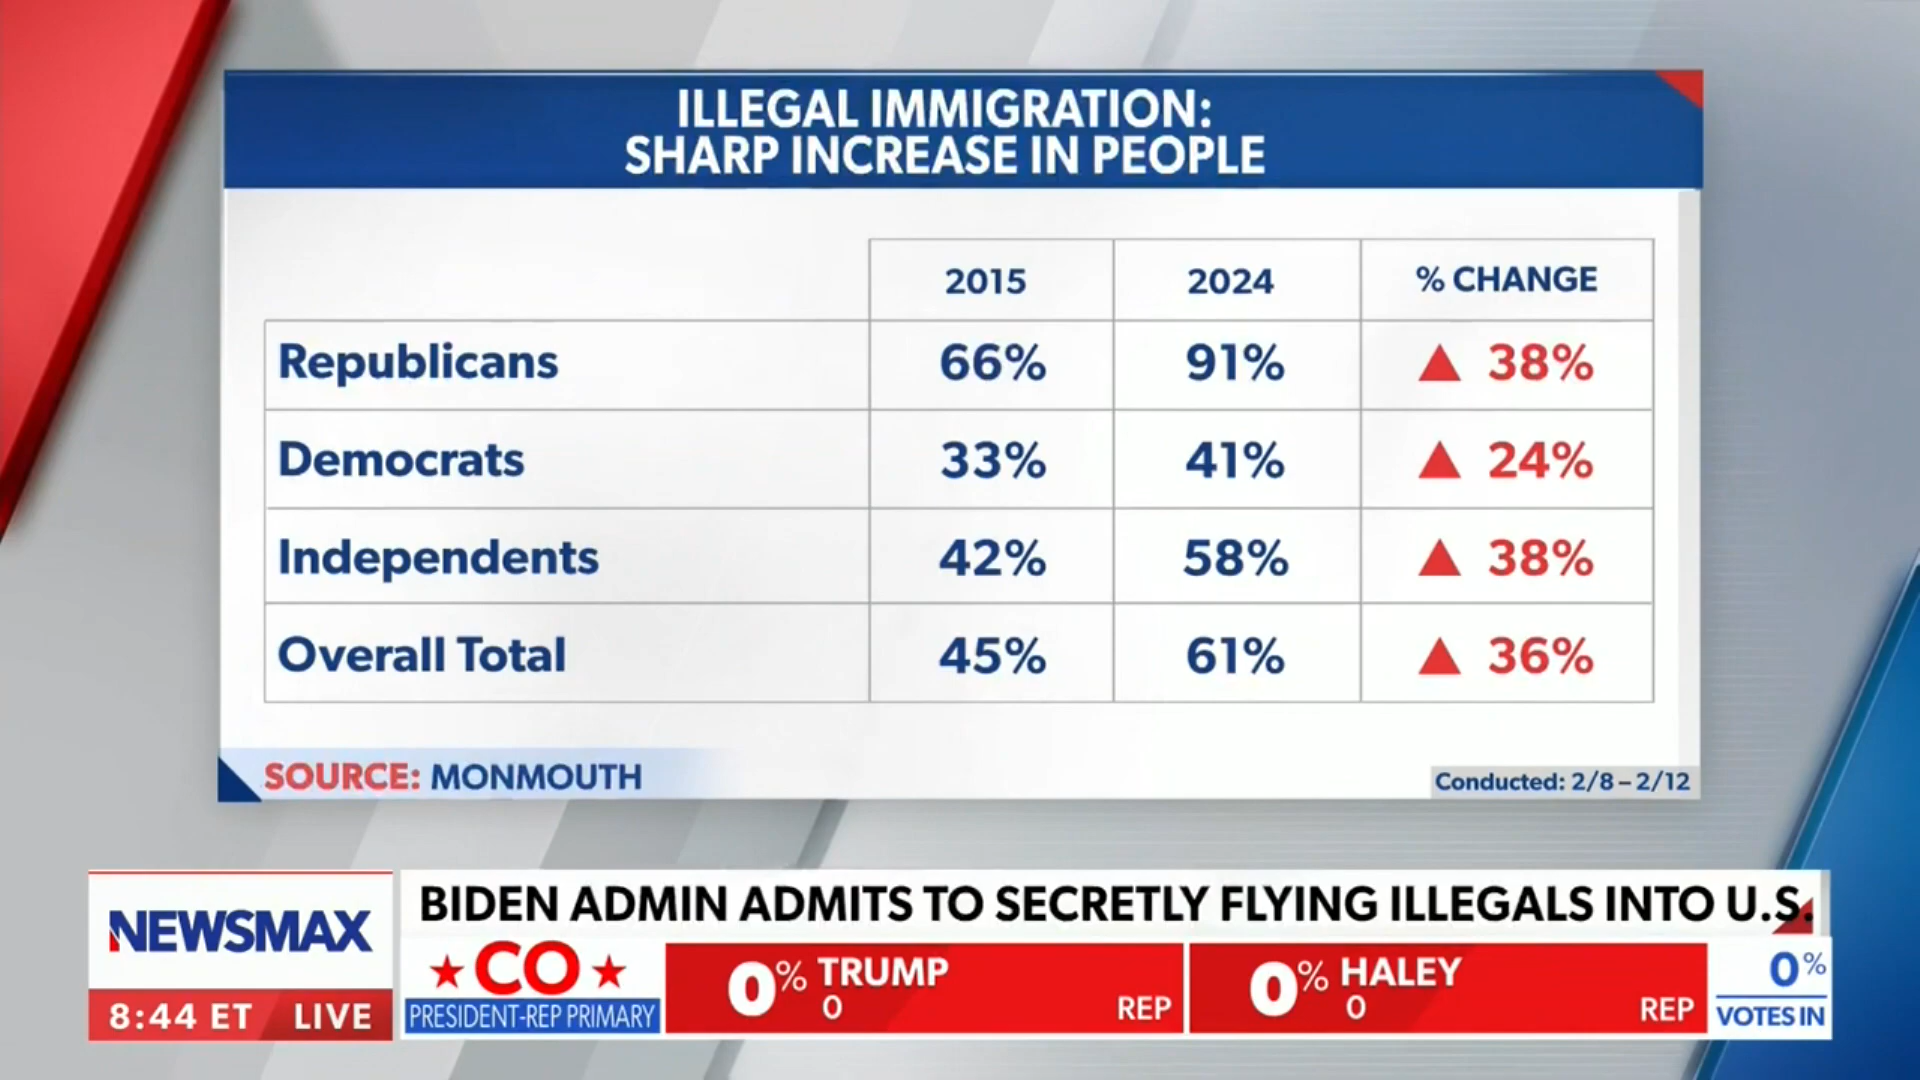 ILLEGAL IMMIGRATION:
SHARP INCREASE IN PEOPLE
2015 2024 % CHANGE
Republicans 66% 91% ▲ 38%
Democrats 33% 41% ▲ 24%
Independents 42% 58% ▲ 38%
Overall Total 45% 61% ▲ 36%
SOURCE: MONMOUTH
Conducted: 2/8 – 2/12
NEWSMAX
8:44 ET LIVE
BIDEN ADMIN ADMITS TO SECRETLY FLYING ILLEGALS INTO U.S.
★ CO ★
PRESIDENT-REP PRIMARY
0% TRUMP
0 REP
0% HALEY
0 REP
0%
VOTES IN